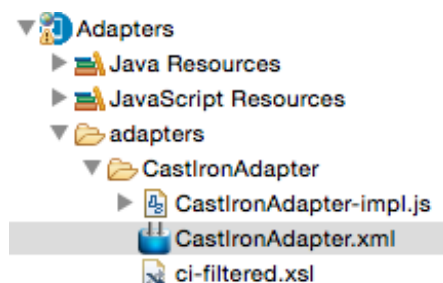 Adapters
Java Resources
JavaScript Resources
adapters
CastIronAdapter
CastIronAdapter-impl.js
CastIronAdapter.xml
ci-filtered.xsl